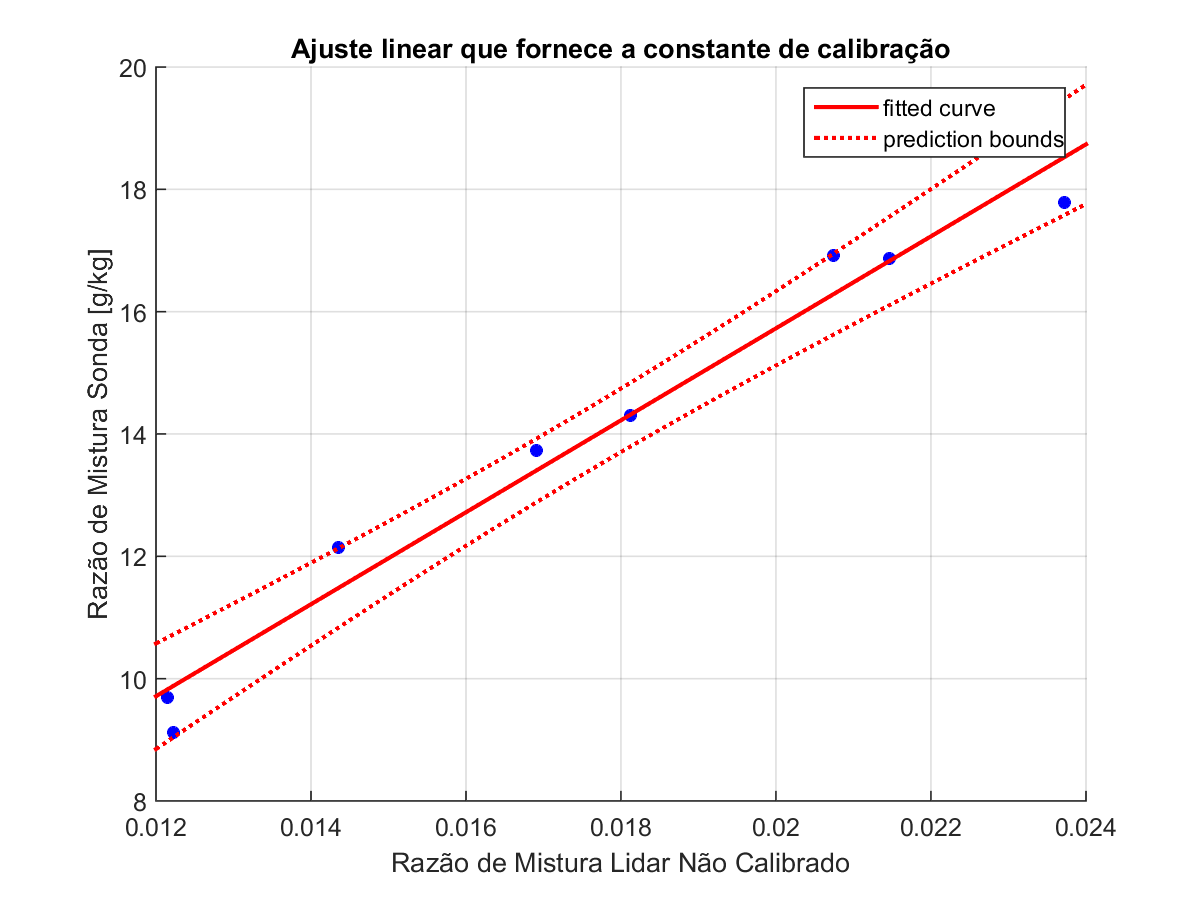 Ajuste linear que fornece a constante de calibração
fitted curve
prediction bounds
20
18
16
14
12
10
8
Razão de Mistura Sonda [g/kg]
0.012 0.014 0.016 0.018 0.02 0.022 0.024
Razão de Mistura Lidar Não Calibrado